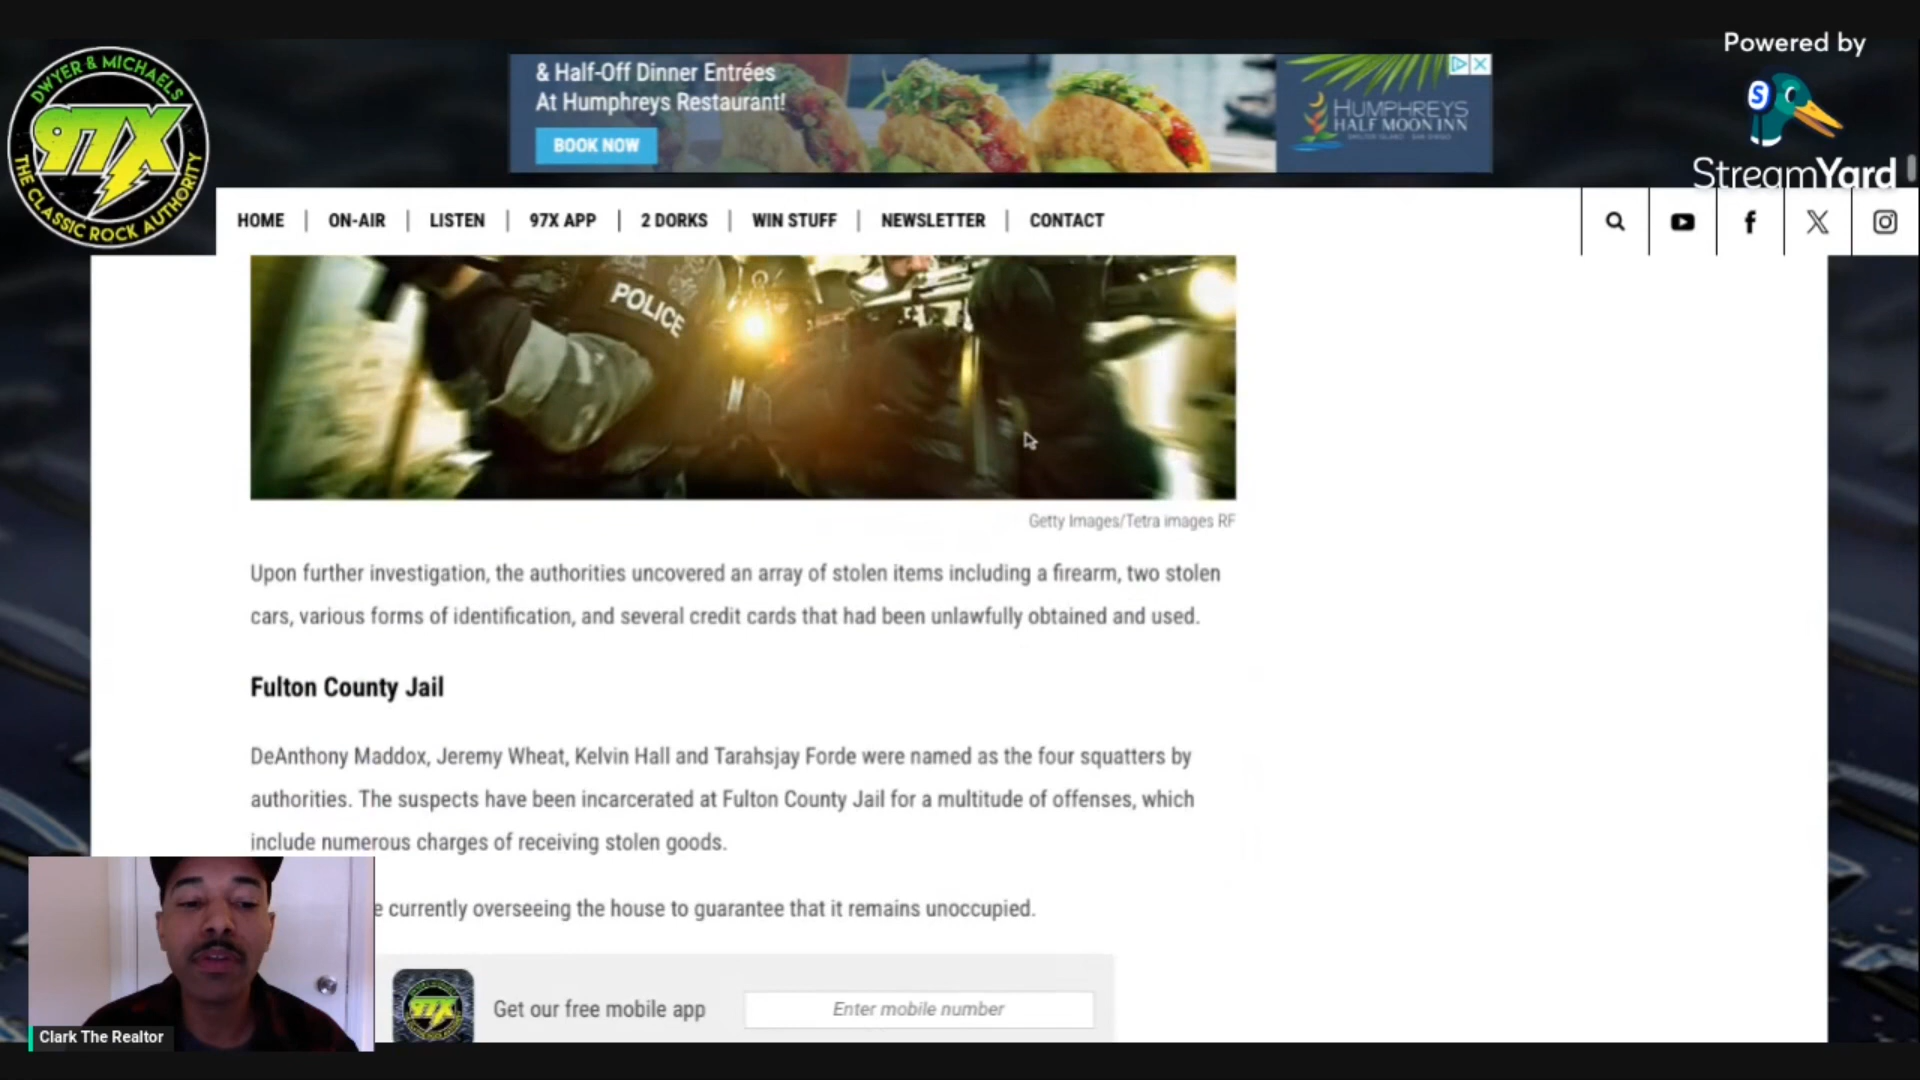 Powered by
StreamYard
DWYER & MICHAELS
97X
THE CLASSIC ROCK AUTHORITY
& Half-Off Dinner Entrées
At Humphreys Restaurant!
BOOK NOW
HUMPHREYS
HALF MOON INN
SHELTER ISLAND · SAN DIEGO
HOME | ON-AIR | LISTEN | 97X APP | 2 DORKS | WIN STUFF | NEWSLETTER | CONTACT
POLICE
Getty Images/Tetra images RF
Upon further investigation, the authorities uncovered an array of stolen items including a firearm, two stolen
cars, various forms of identification, and several credit cards that had been unlawfully obtained and used.
Fulton County Jail
DeAnthony Maddox, Jeremy Wheat, Kelvin Hall and Tarahsjay Forde were named as the four squatters by
authorities. The suspects have been incarcerated at Fulton County Jail for a multitude of offenses, which
include numerous charges of receiving stolen goods.
e currently overseeing the house to guarantee that it remains unoccupied.
97X
Get our free mobile app
Enter mobile number
Clark The Realtor